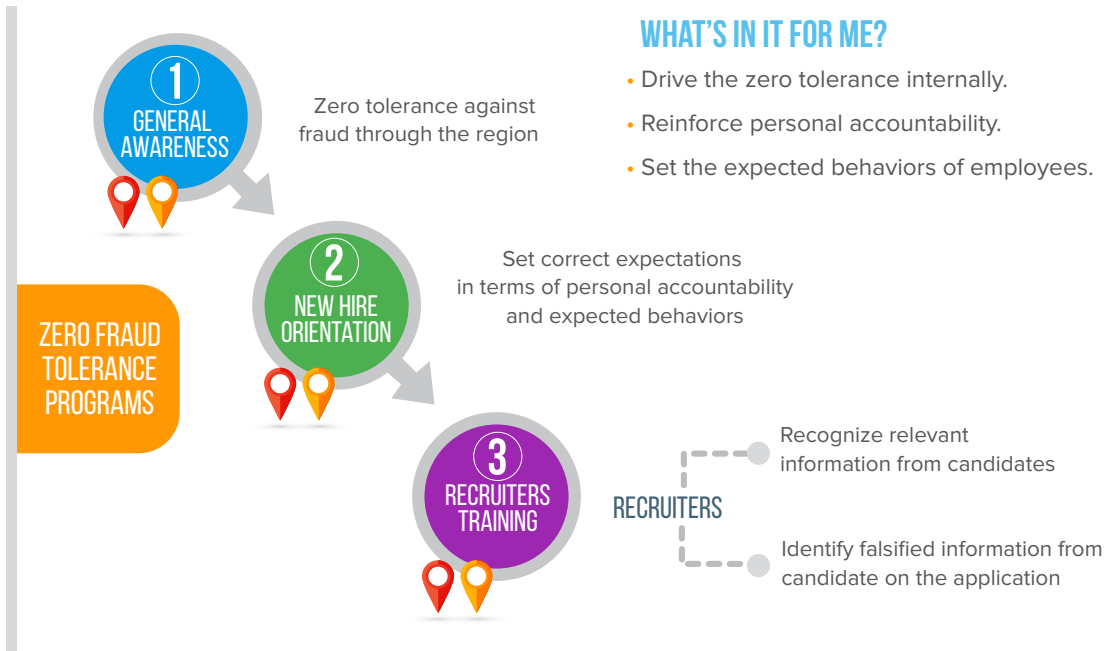 WHAT'S IN IT FOR ME?
• Drive the zero tolerance internally.
• Reinforce personal accountability.
• Set the expected behaviors of employees.
1
GENERAL
AWARENESS
Zero tolerance against
fraud through the region
2
NEW HIRE
ORIENTATION
Set correct expectations
in terms of personal accountability
and expected behaviors
ZERO FRAUD
TOLERANCE
PROGRAMS
3
RECRUITERS
TRAINING
RECRUITERS
Recognize relevant
information from candidates
Identify falsified information from
candidate on the application